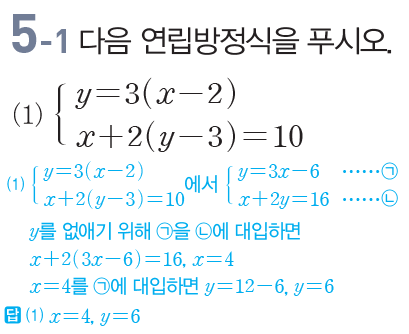 5-1 다음 연립방정식을 푸시오.
(1) { y=3(x-2)
x+2(y-3)=10
(1) { y=3(x-2) 에서 { y=3x-6 ……㉠
x+2(y-3)=10 x+2y=16 ……㉡
y를 없애기 위해 ㉠을 ㉡에 대입하면
x+2(3x-6)=16, x=4
x=4를 ㉠에 대입하면 y=12-6, y=6
답 (1) x=4, y=6